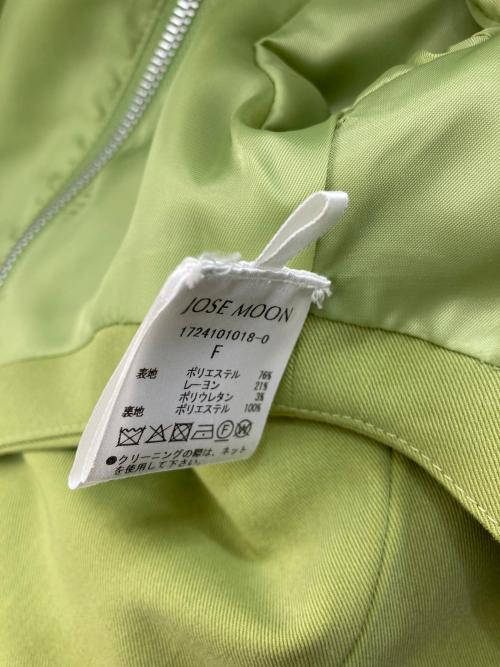 JOSE MOON
1724101018-0
F
表地 ポリエステル 76%
レーヨン 21%
ポリウレタン 3%
裏地 ポリエステル 100%
●クリーニングの際は、ネット
を使用して下さい。